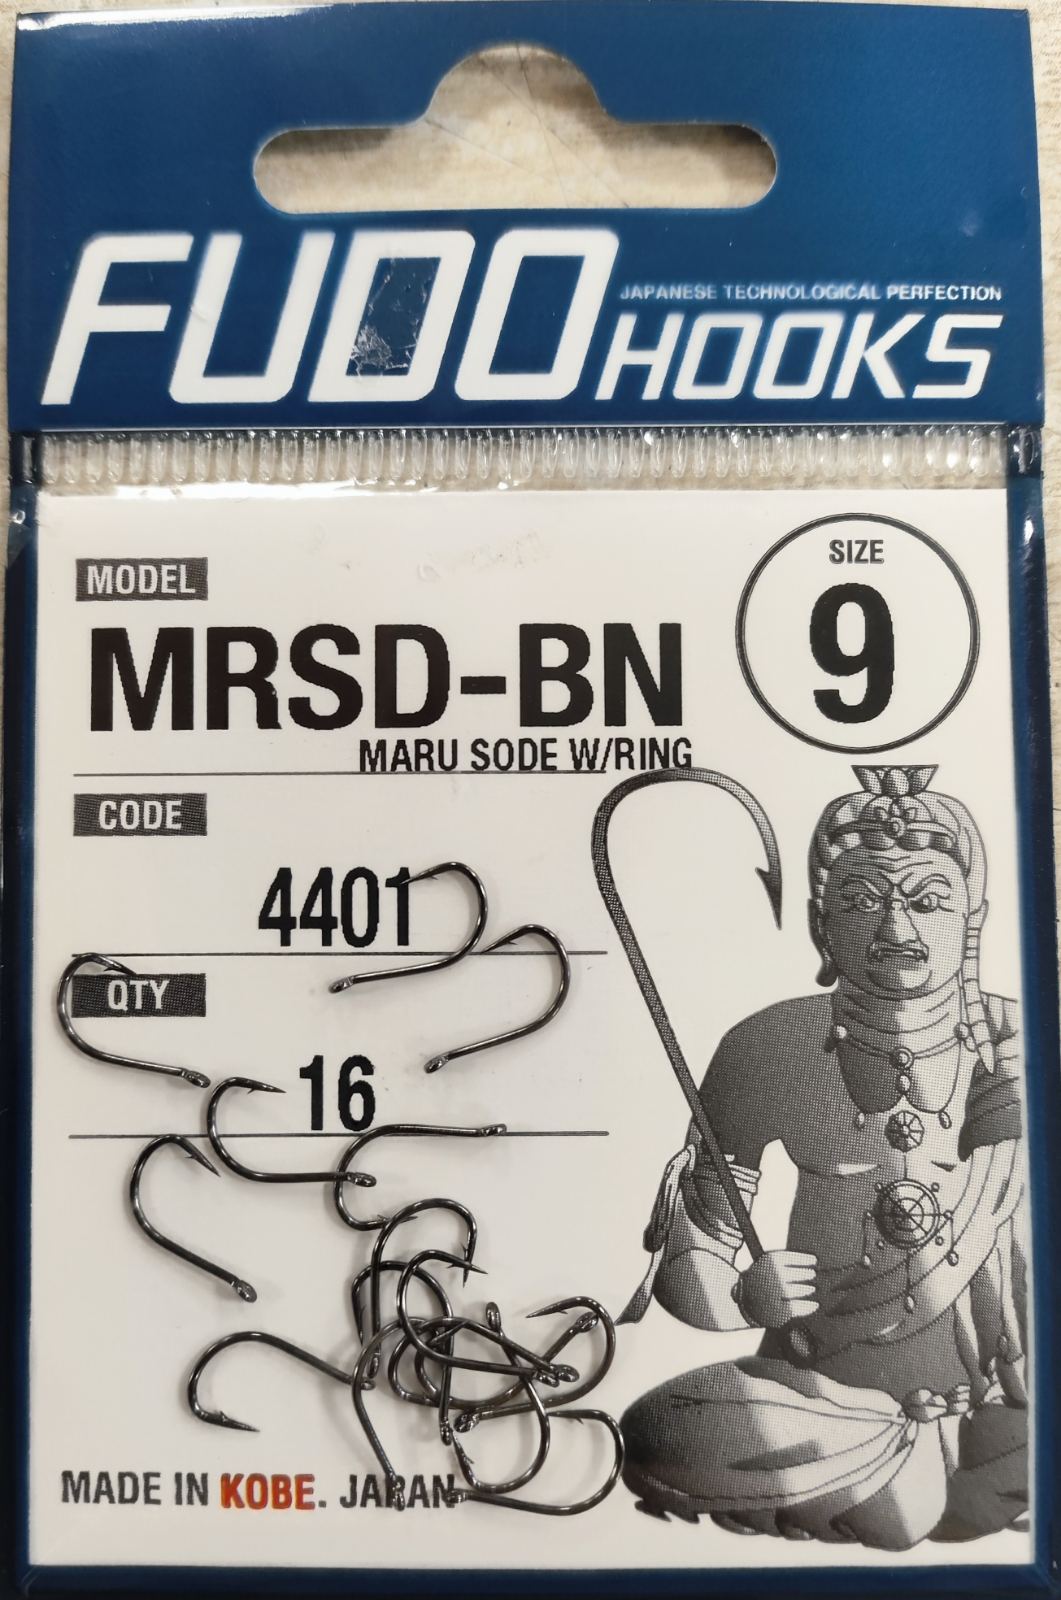 FUDO
JAPANESE TECHNOLOGICAL PERFECTION
HOOKS
MODEL
SIZE
9
MRSD-BN
MARU SODE W/RING
CODE
4401
QTY
16
MADE IN KOBE. JAPAN